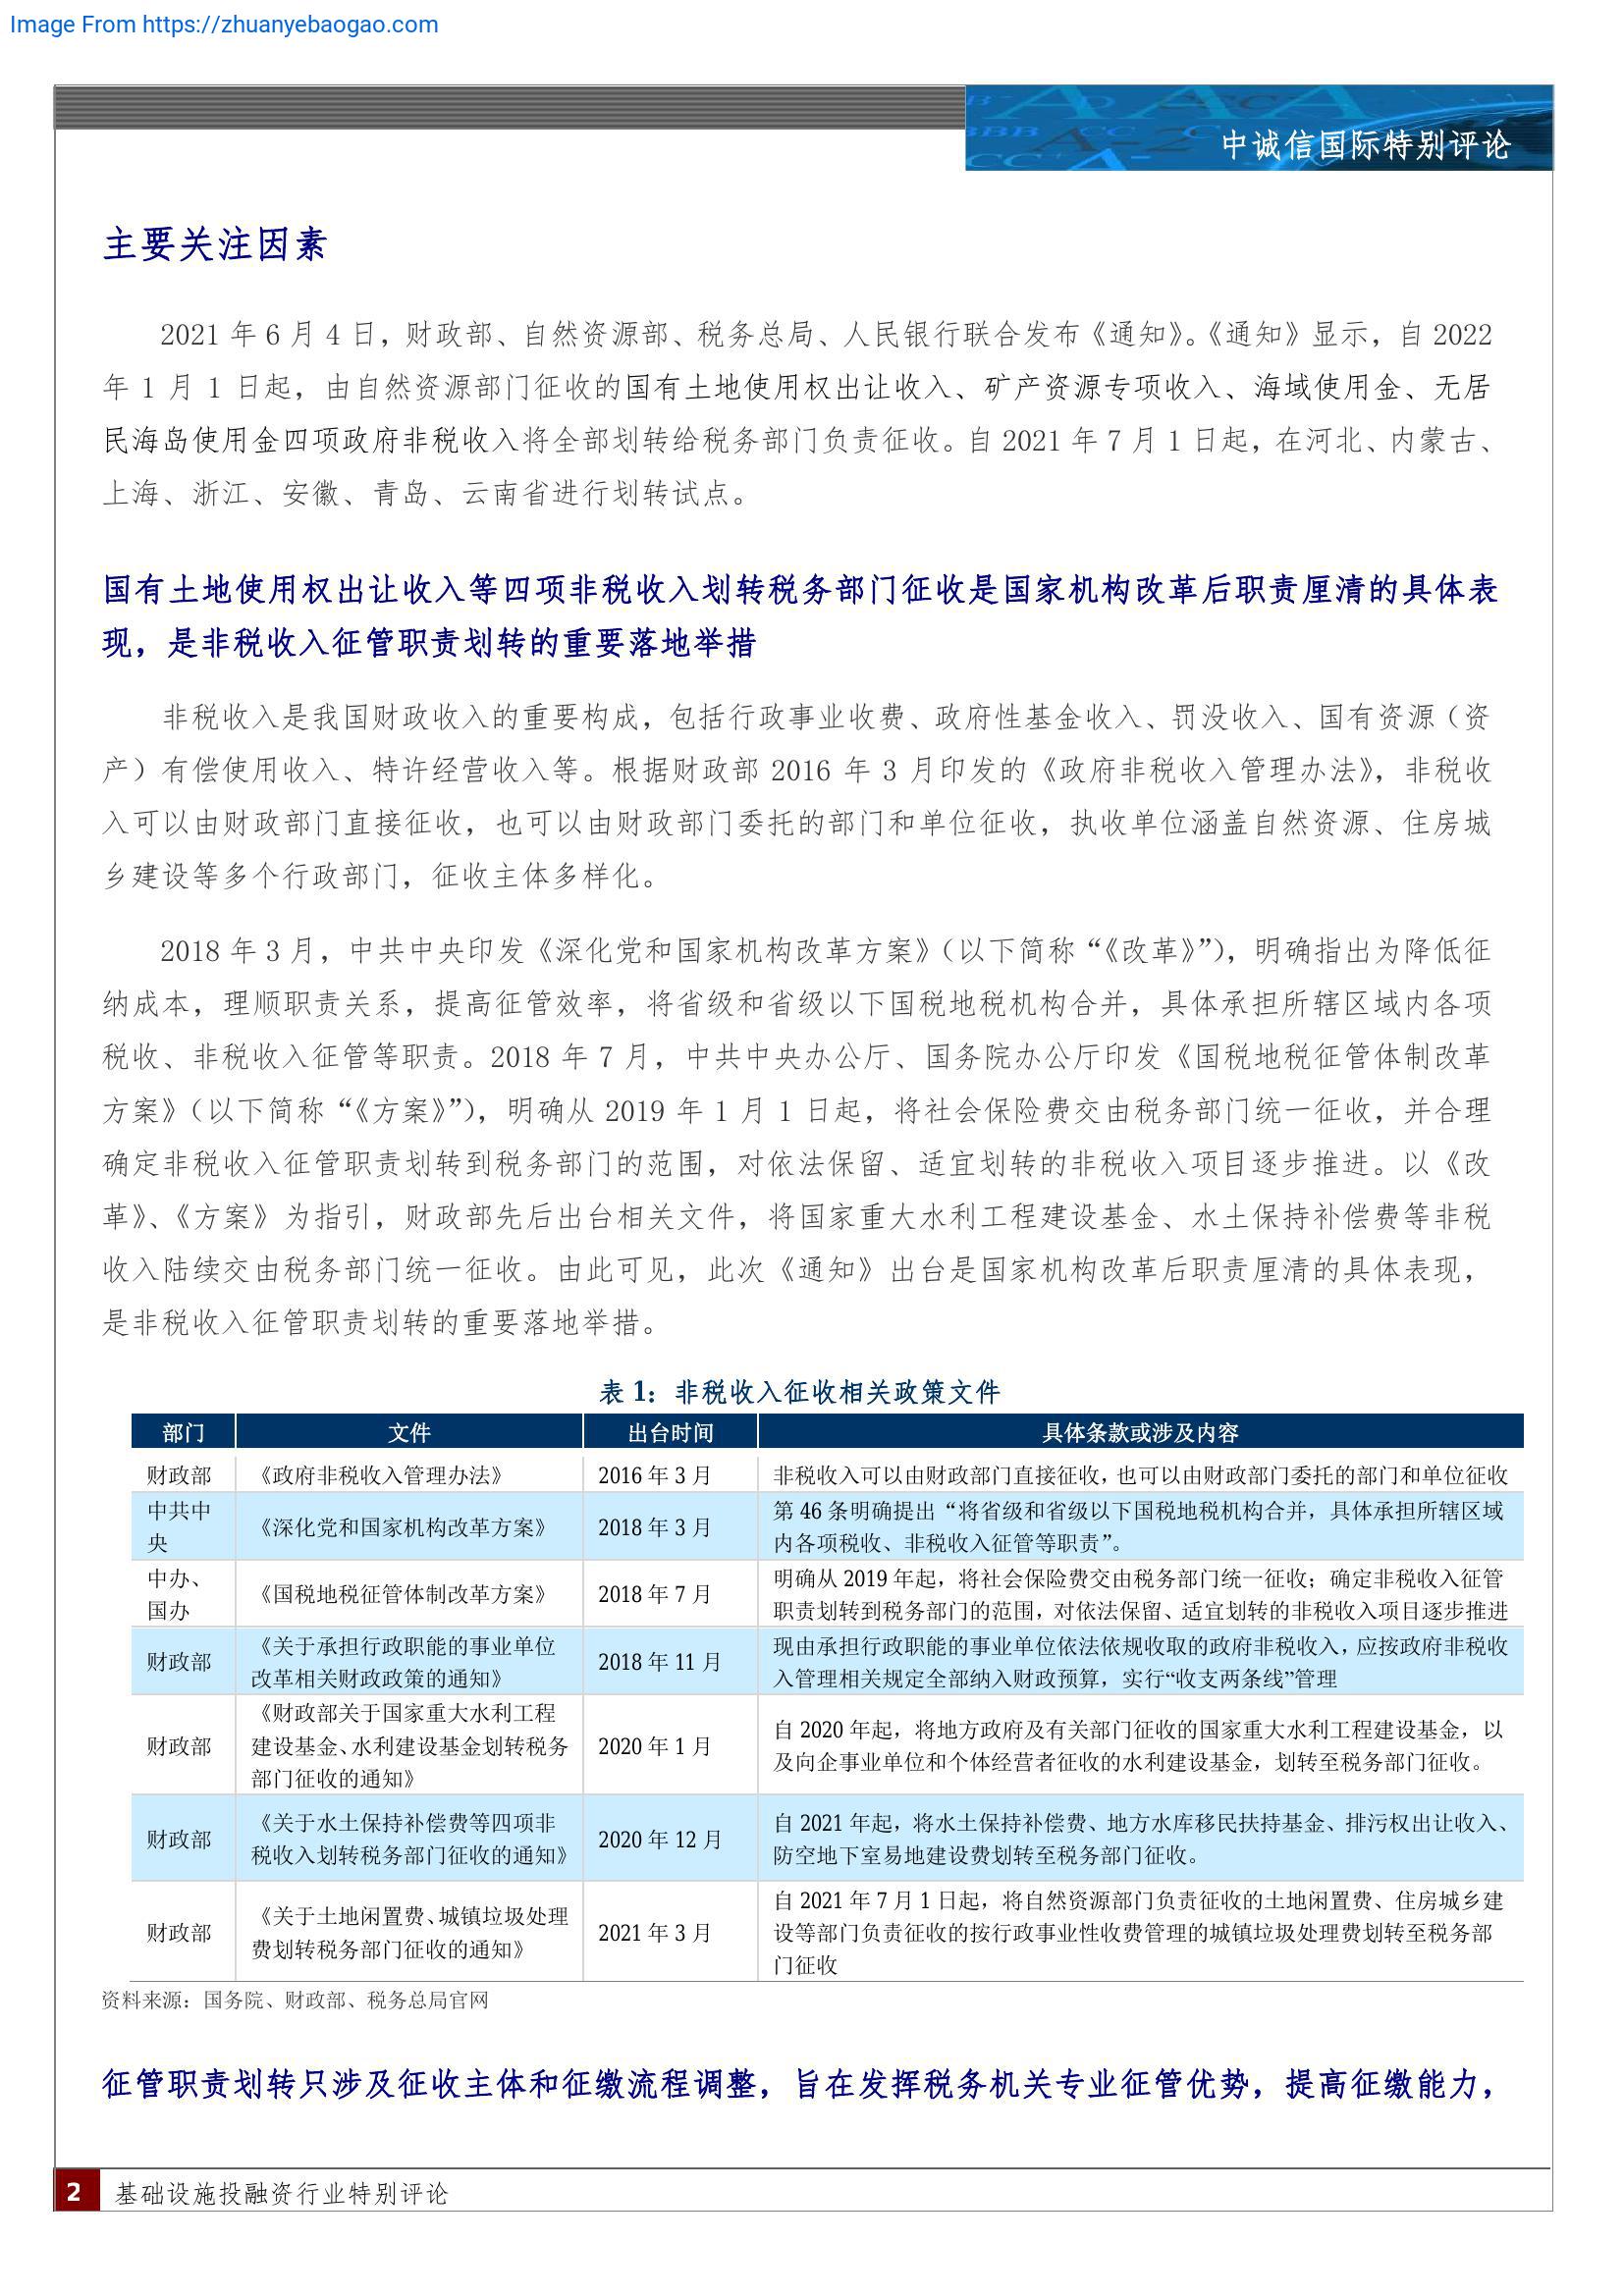 Image From https://zhuanyebaogao.com
中诚信国际特别评论
主要关注因素
2021 年 6 月 4 日，财政部、自然资源部、税务总局、人民银行联合发布《通知》。《通知》显示，自 2022
年 1 月 1 日起，由自然资源部门征收的国有土地使用权出让收入、矿产资源专项收入、海域使用金、无居
民海岛使用金四项政府非税收入将全部划转给税务部门负责征收。自 2021 年 7 月 1 日起，在河北、内蒙古、
上海、浙江、安徽、青岛、云南省进行划转试点。
国有土地使用权出让收入等四项非税收入划转税务部门征收是国家机构改革后职责厘清的具体表
现，是非税收入征管职责划转的重要落地举措
非税收入是我国财政收入的重要构成，包括行政事业收费、政府性基金收入、罚没收入、国有资源（资
产）有偿使用收入、特许经营收入等。根据财政部 2016 年 3 月印发的《政府非税收入管理办法》，非税收
入可以由财政部门直接征收，也可以由财政部门委托的部门和单位征收，执收单位涵盖自然资源、住房城
乡建设等多个行政部门，征收主体多样化。
2018 年 3 月，中共中央印发《深化党和国家机构改革方案》（以下简称“《改革》”），明确指出为降低征
纳成本，理顺职责关系，提高征管效率，将省级和省级以下国税地税机构合并，具体承担所辖区域内各项
税收、非税收入征管等职责。2018 年 7 月，中共中央办公厅、国务院办公厅印发《国税地税征管体制改革
方案》（以下简称“《方案》”），明确从 2019 年 1 月 1 日起，将社会保险费交由税务部门统一征收，并合理
确定非税收入征管职责划转到税务部门的范围，对依法保留、适宜划转的非税收入项目逐步推进。以《改
革》、《方案》为指引，财政部先后出台相关文件，将国家重大水利工程建设基金、水土保持补偿费等非税
收入陆续交由税务部门统一征收。由此可见，此次《通知》出台是国家机构改革后职责厘清的具体表现，
是非税收入征管职责划转的重要落地举措。
表 1：非税收入征收相关政策文件
部门 文件 出台时间 具体条款或涉及内容
财政部 《政府非税收入管理办法》 2016 年 3 月 非税收入可以由财政部门直接征收，也可以由财政部门委托的部门和单位征收
中共中
央
《深化党和国家机构改革方案》 2018 年 3 月
第 46 条明确提出“将省级和省级以下国税地税机构合并，具体承担所辖区域
内各项税收、非税收入征管等职责”。
中办、
国办
《国税地税征管体制改革方案》 2018 年 7 月
明确从 2019 年起，将社会保险费交由税务部门统一征收；确定非税收入征管
职责划转到税务部门的范围，对依法保留、适宜划转的非税收入项目逐步推进
财政部
《关于承担行政职能的事业单位
改革相关财政政策的通知》
2018 年 11 月
现由承担行政职能的事业单位依法依规收取的政府非税收入，应按政府非税收
入管理相关规定全部纳入财政预算，实行“收支两条线”管理
财政部
《财政部关于国家重大水利工程
建设基金、水利建设基金划转税务
部门征收的通知》
2020 年 1 月
自 2020 年起，将地方政府及有关部门征收的国家重大水利工程建设基金，以
及向企事业单位和个体经营者征收的水利建设基金，划转至税务部门征收。
财政部
《关于水土保持补偿费等四项非
税收入划转税务部门征收的通知》
2020 年 12 月
自 2021 年起，将水土保持补偿费、地方水库移民扶持基金、排污权出让收入、
防空地下室易地建设费划转至税务部门征收。
财政部
《关于土地闲置费、城镇垃圾处理
费划转税务部门征收的通知》
2021 年 3 月
自 2021 年 7 月 1 日起，将自然资源部门负责征收的土地闲置费、住房城乡建
设等部门负责征收的按行政事业性收费管理的城镇垃圾处理费划转至税务部
门征收
资料来源：国务院、财政部、税务总局官网
征管职责划转只涉及征收主体和征缴流程调整，旨在发挥税务机关专业征管优势，提高征缴能力，
2 基础设施投融资行业特别评论